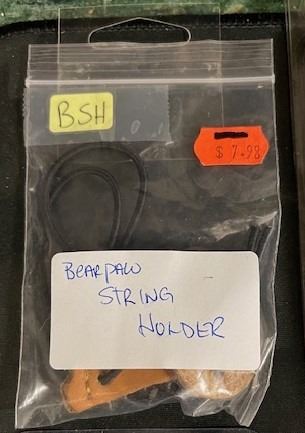 BSH
$ 7.98
BEARPAW
STRING
HOLDER